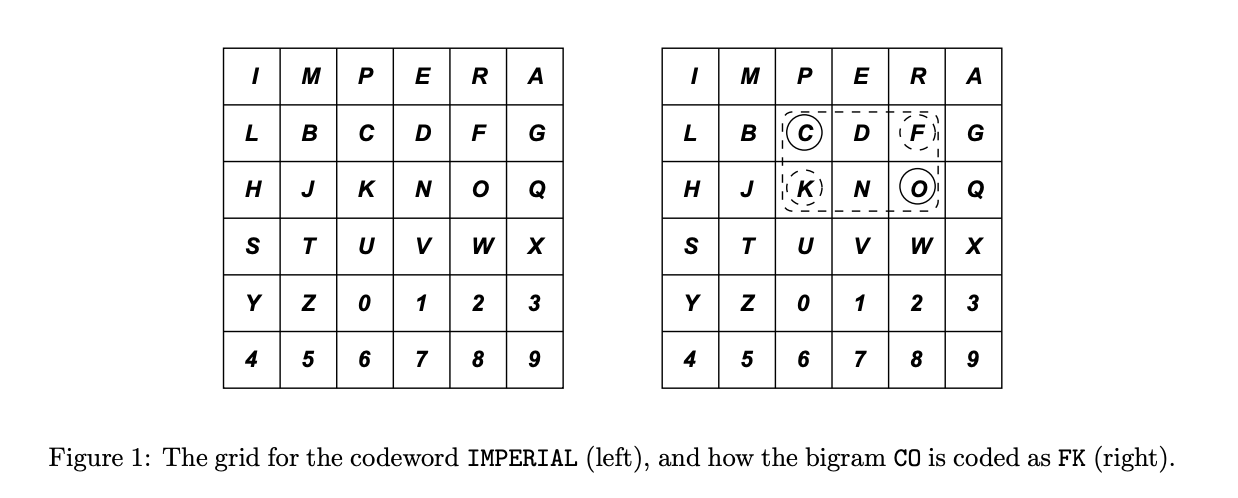 I M P E R A I M P E R A
L B C D F G L B C D F G
H J K N O Q H J K N O Q
S T U V W X S T U V W X
Y Z 0 1 2 3 Y Z 0 1 2 3
4 5 6 7 8 9 4 5 6 7 8 9
Figure 1: The grid for the codeword IMPERIAL (left), and how the bigram CO is coded as FK (right).